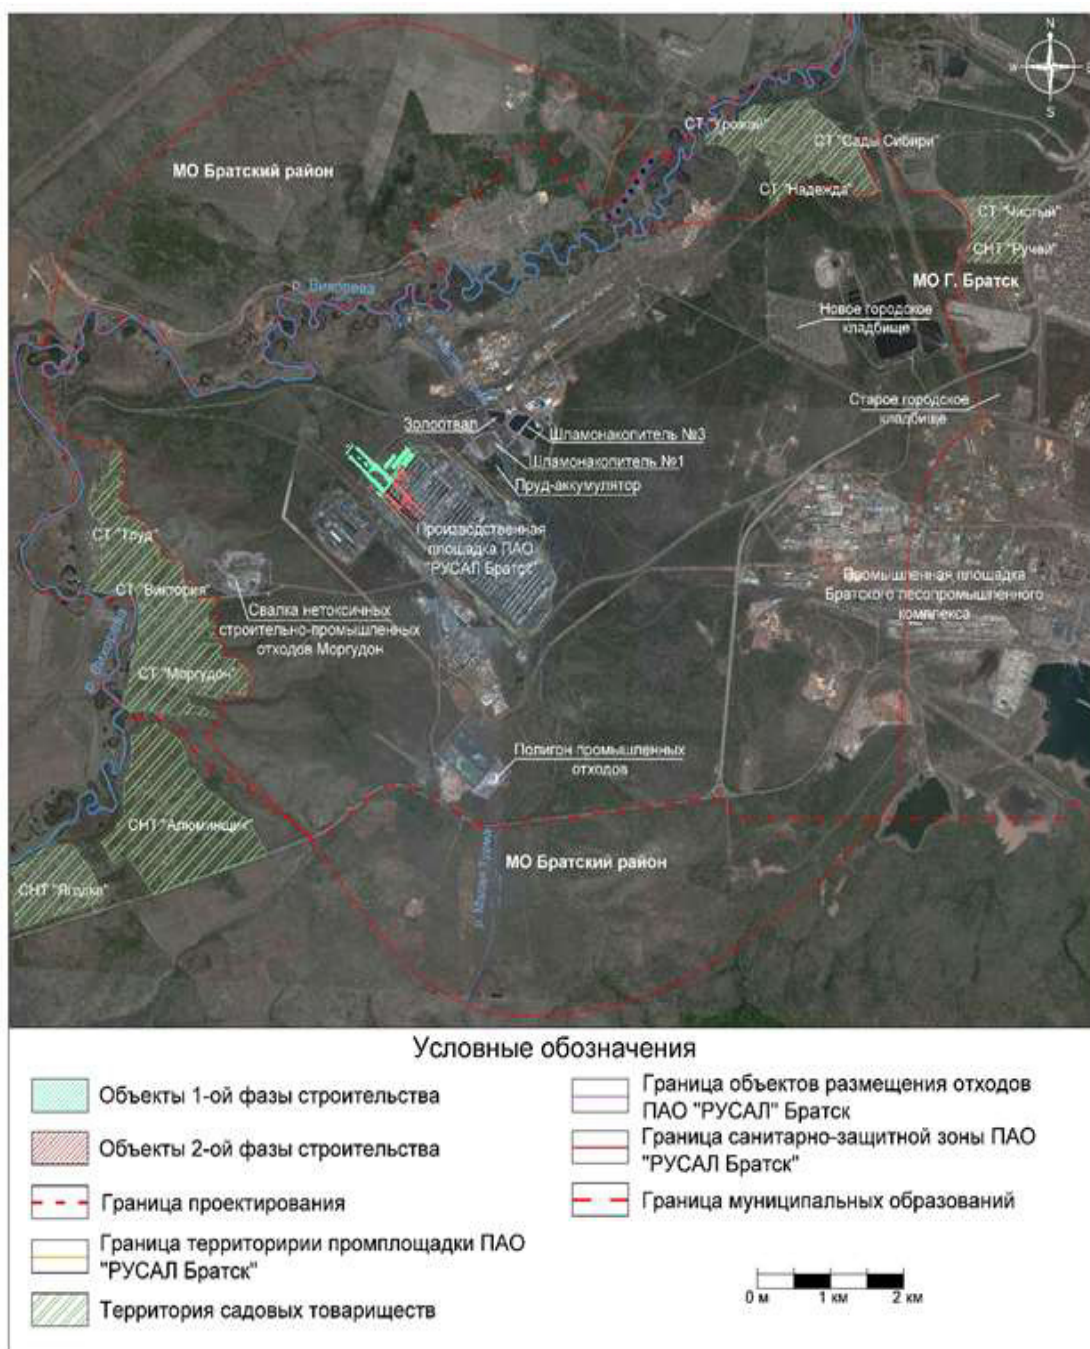 N
W
S
СТ "Урожай"
СТ "Сады Сибири"
МО Братский район
СТ "Надежда"
СТ "Чистый"
СНТ "Ручей"
МО Г. Братск
р. Вихорева
Новое городское
кладбище
Старое городское
кладбище
Золоотвал
Шламонакопитель №3
Шламонакопитель №1
Пруд-аккумулятор
Производственная
площадка ПАО
"РУСАЛ Братск"
СТ "Труд"
СТ "Виктория"
Промышленная площадка
Братского лесопромышленного
комплекса
Свалка нетоксичных
строительно-промышленных
отходов Моргудон
р. Вихорева
СТ "Моргудон"
Полигон промышленных
отходов
СНТ "Алюминщик"
МО Братский район
СНТ "Ягодка"
Условные обозначения
Объекты 1-ой фазы строительства
Объекты 2-ой фазы строительства
Граница проектирования
Граница территоририи промплощадки ПАО
"РУСАЛ Братск"
Территория садовых товариществ
Граница объектов размещения отходов
ПАО "РУСАЛ" Братск
Граница санитарно-защитной зоны ПАО
"РУСАЛ Братск"
Граница муниципальных образований
0 м 1 км 2 км